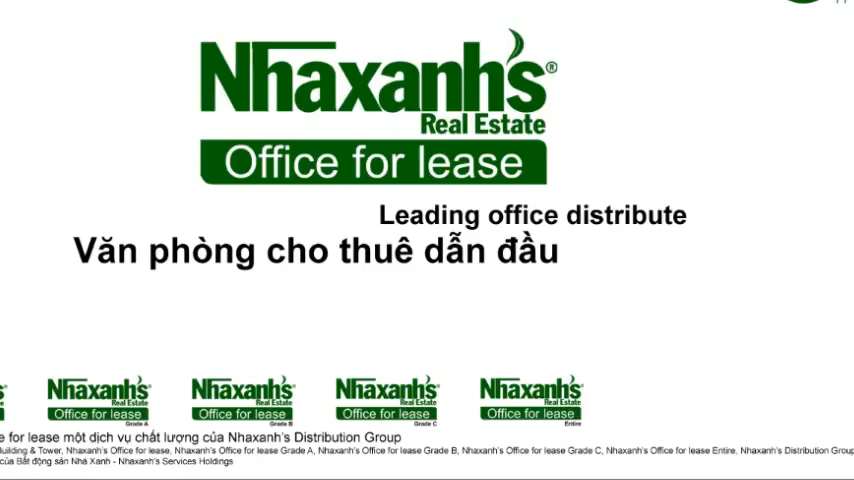 Nhaxanh's®
Real Estate
Office for lease
Leading office distribute
Văn phòng cho thuê dẫn đầu
Nhaxanh's Nhaxanh's Nhaxanh's Nhaxanh's
Real Estate Real Estate Real Estate Real Estate
Office for lease Office for lease Office for lease Office for lease
Grade A Grade B Grade C Entire
for lease một dịch vụ chất lượng của Nhaxanh's Distribution Group
Building & Tower, Nhaxanh's Office for lease, Nhaxanh's Office for lease Grade A, Nhaxanh's Office for lease Grade B, Nhaxanh's Office for lease Grade C, Nhaxanh's Office for lease Entire, Nhaxanh's Distribution Group
của Bất động sản Nhà Xanh - Nhaxanh's Services Holdings